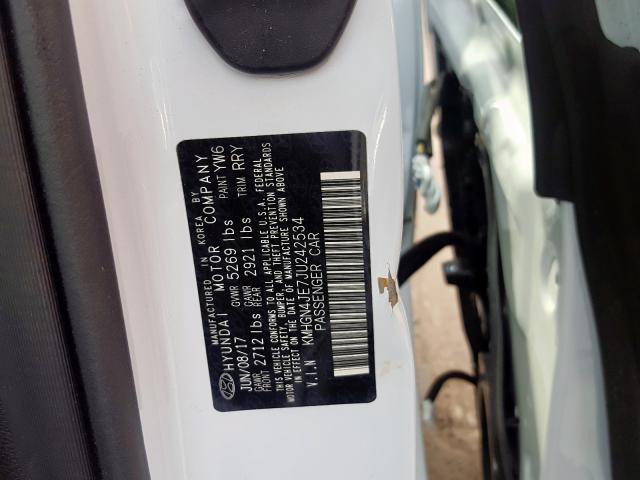 MANUFACTURED IN KOREA BY
HYUNDAI MOTOR COMPANY
JUN/08/17 GVWR 5269 lbs PAINT YW6
GAWR FRONT 2712 lbs GAWR REAR 2921 lbs TRIM RRY
THIS VEHICLE CONFORMS TO ALL APPLICABLE U.S.A. FEDERAL
MOTOR VEHICLE SAFETY, BUMPER, AND THEFT PREVENTION STANDARDS
IN EFFECT ON THE DATE OF MANUFACTURE SHOWN ABOVE
V.I.N KMHGN4JE7JU242534
PASSENGER CAR